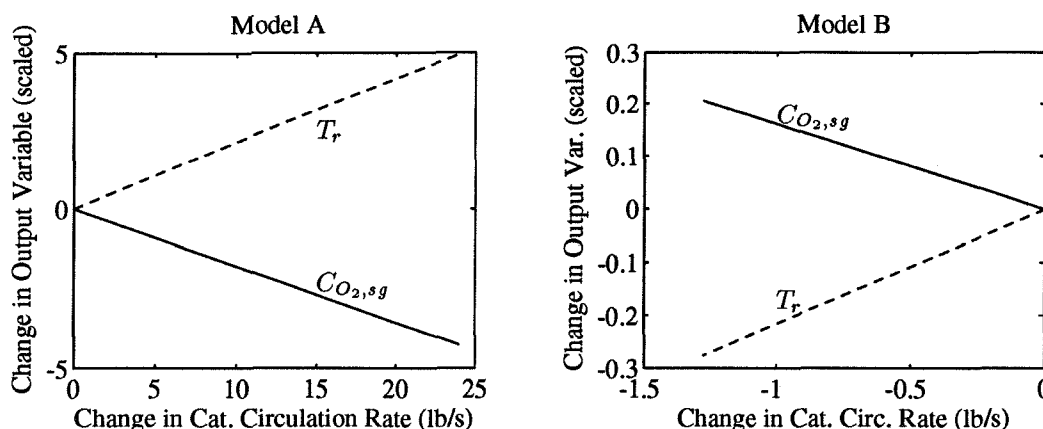 Model A
Change in Output Variable (scaled)
5
0
-5
T_r
C_{O_2,sg}
0 5 10 15 20 25
Change in Cat. Circulation Rate (lb/s)
Model B
Change in Output Var. (scaled)
0.3
0.2
0.1
0
-0.1
-0.2
-0.3
C_{O_2,sg}
T_r
-1.5 -1 -0.5 0
Change in Cat. Circ. Rate (lb/s)